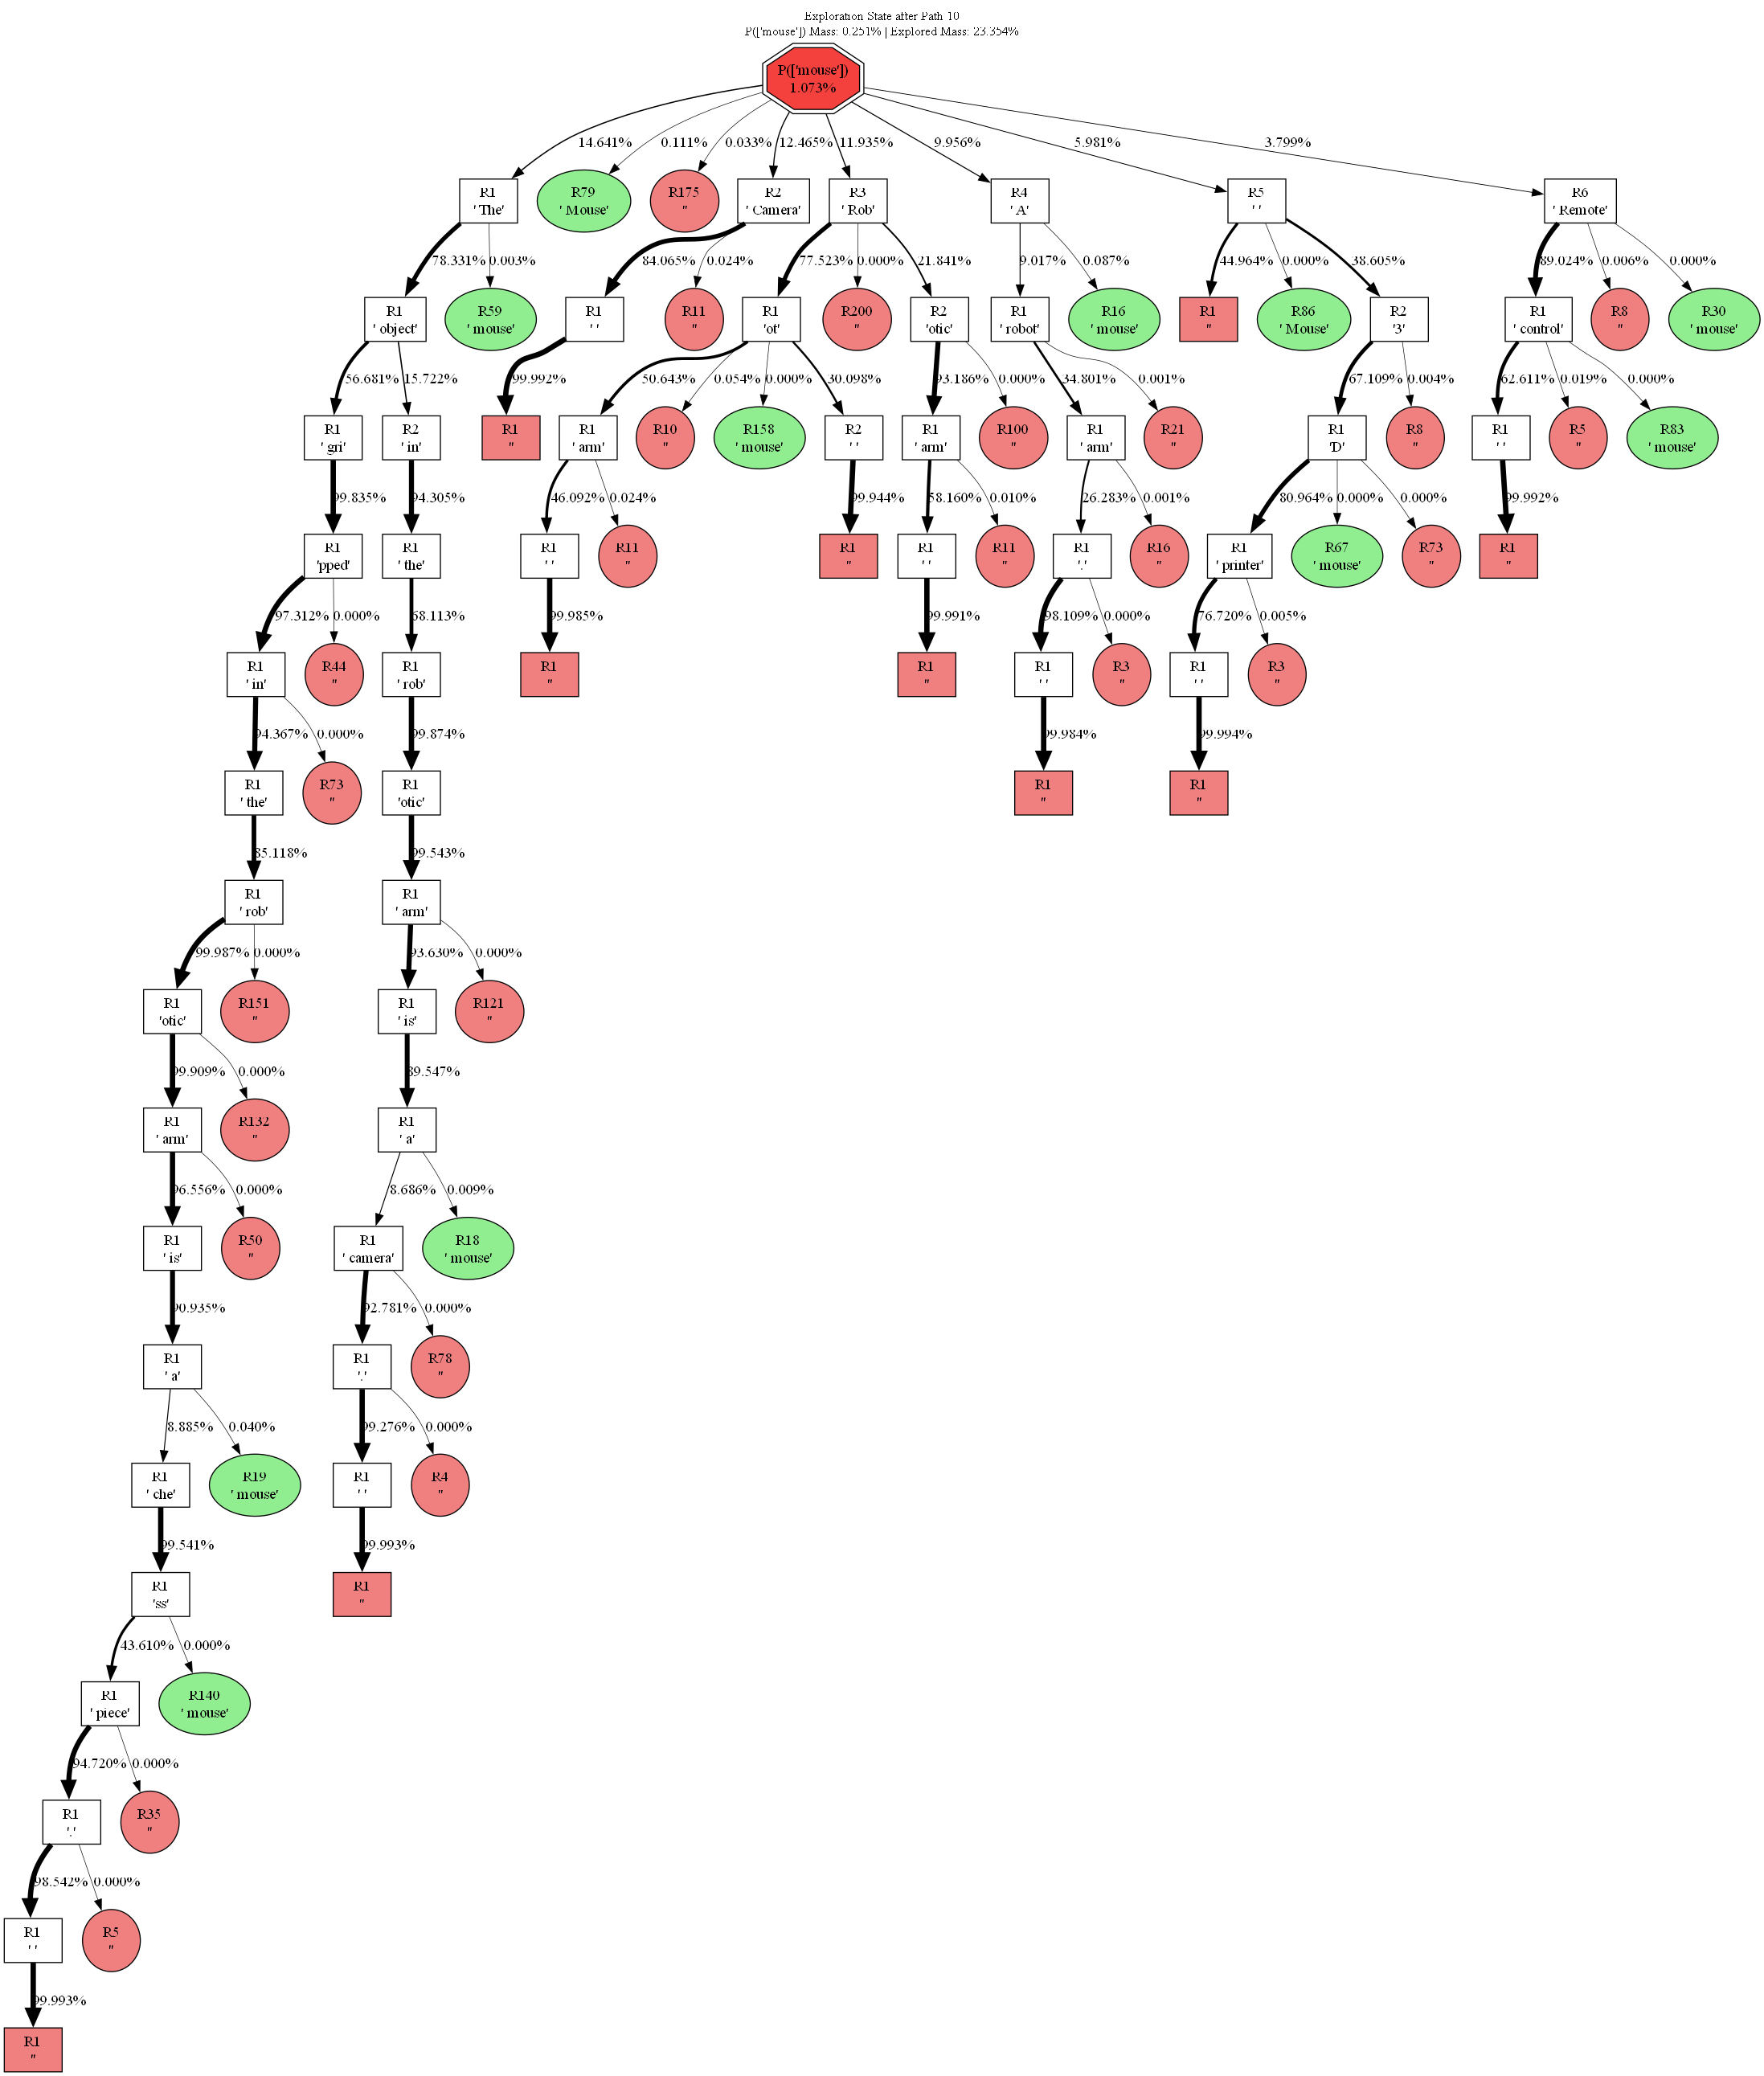 Exploration State after Path 10
P(['mouse']) Mass: 0.251% | Explored Mass: 23.354%
P(['mouse'])
1.073%
14.641% 0.111% 0.033% 12.465% 11.935% 9.956% 5.981% 3.799%
R1 R79 R175 R2 R3 R4 R5 R6
' The' ' Mouse' '' ' Camera' ' Rob' ' A' ' ' ' Remote'
78.331% 0.003% 84.065% 0.024% 77.523% 0.000% 21.841% 9.017% 0.087% 44.964% 0.000% 38.605% 89.024% 0.006% 0.000%
R1 R59 R1 R11 R1 R200 R2 R1 R16 R1 R86 R2 R1 R8 R30
' object' ' mouse' ' ' '' 'ot' '' 'otic' ' robot' ' mouse' '' ' Mouse' '3' ' control' '' ' mouse'
56.681% 15.722% 99.992% 50.643% 0.054% 0.000% 30.098% 93.186% 0.000% 34.801% 0.001% 67.109% 0.004% 62.611% 0.019% 0.000%
R1 R2 R1 R1 R10 R158 R2 R1 R100 R1 R21 R1 R8 R1 R5 R83
' gri' ' in' '' ' arm' '' ' mouse' ' ' ' arm' '' ' arm' '' 'D' '' ' ' '' ' mouse'
99.835% 94.305% 46.092% 0.024% 99.944% 58.160% 0.010% 26.283% 0.001% 80.964% 0.000% 0.000% 99.992%
R1 R1 R1 R11 R1 R1 R11 R1 R16 R1 R67 R73 R1
'pped' ' the' ' ' '' '' ' ' '' '.' '' ' printer' ' mouse' '' ''
97.312% 0.000% 68.113% 99.985% 99.991% 98.109% 0.000% 76.720% 0.005%
R1 R44 R1 R1 R1 R1 R3 R1 R3
' in' '' ' rob' '' '' ' ' '' ' ' ''
94.367% 0.000% 99.874% 99.984% 99.994%
R1 R73 R1 R1 R1
' the' '' 'otic' '' ''
85.118% 99.543%
R1 R1
' rob' ' arm'
99.987% 0.000% 93.630% 0.000%
R1 R151 R1 R121
'otic' '' ' is' ''
99.909% 0.000% 89.547%
R1 R132 R1
' arm' '' ' a'
96.556% 0.000% 8.686% 0.009%
R1 R50 R1 R18
' is' '' ' camera' ' mouse'
90.935% 92.781% 0.000%
R1 R1 R78
' a' '.' ''
8.885% 0.040% 99.276% 0.000%
R1 R19 R1 R4
' che' ' mouse' ' ' ''
99.541% 99.993%
R1 R1
'ss' ''
43.610% 0.000%
R1 R140
' piece' ' mouse'
94.720% 0.000%
R1 R35
'.' ''
98.542% 0.000%
R1 R5
' ' ''
99.993%
R1
''